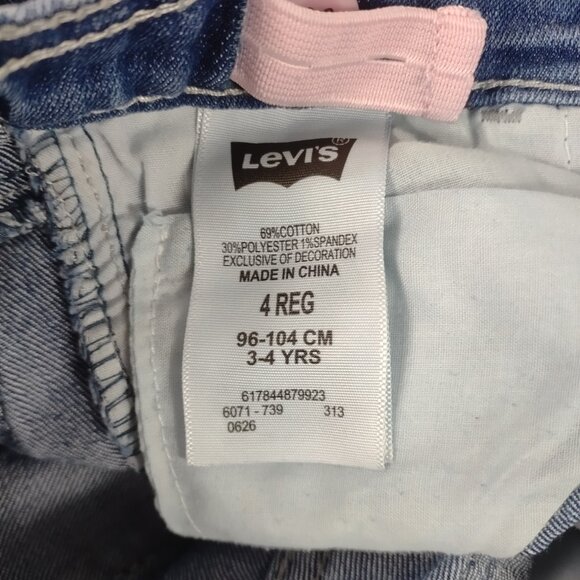 LEVI'S®
69%COTTON
30%POLYESTER 1%SPANDEX
EXCLUSIVE OF DECORATION
MADE IN CHINA
4 REG
96-104 CM
3-4 YRS
617844879923
6071 - 739 313
0626